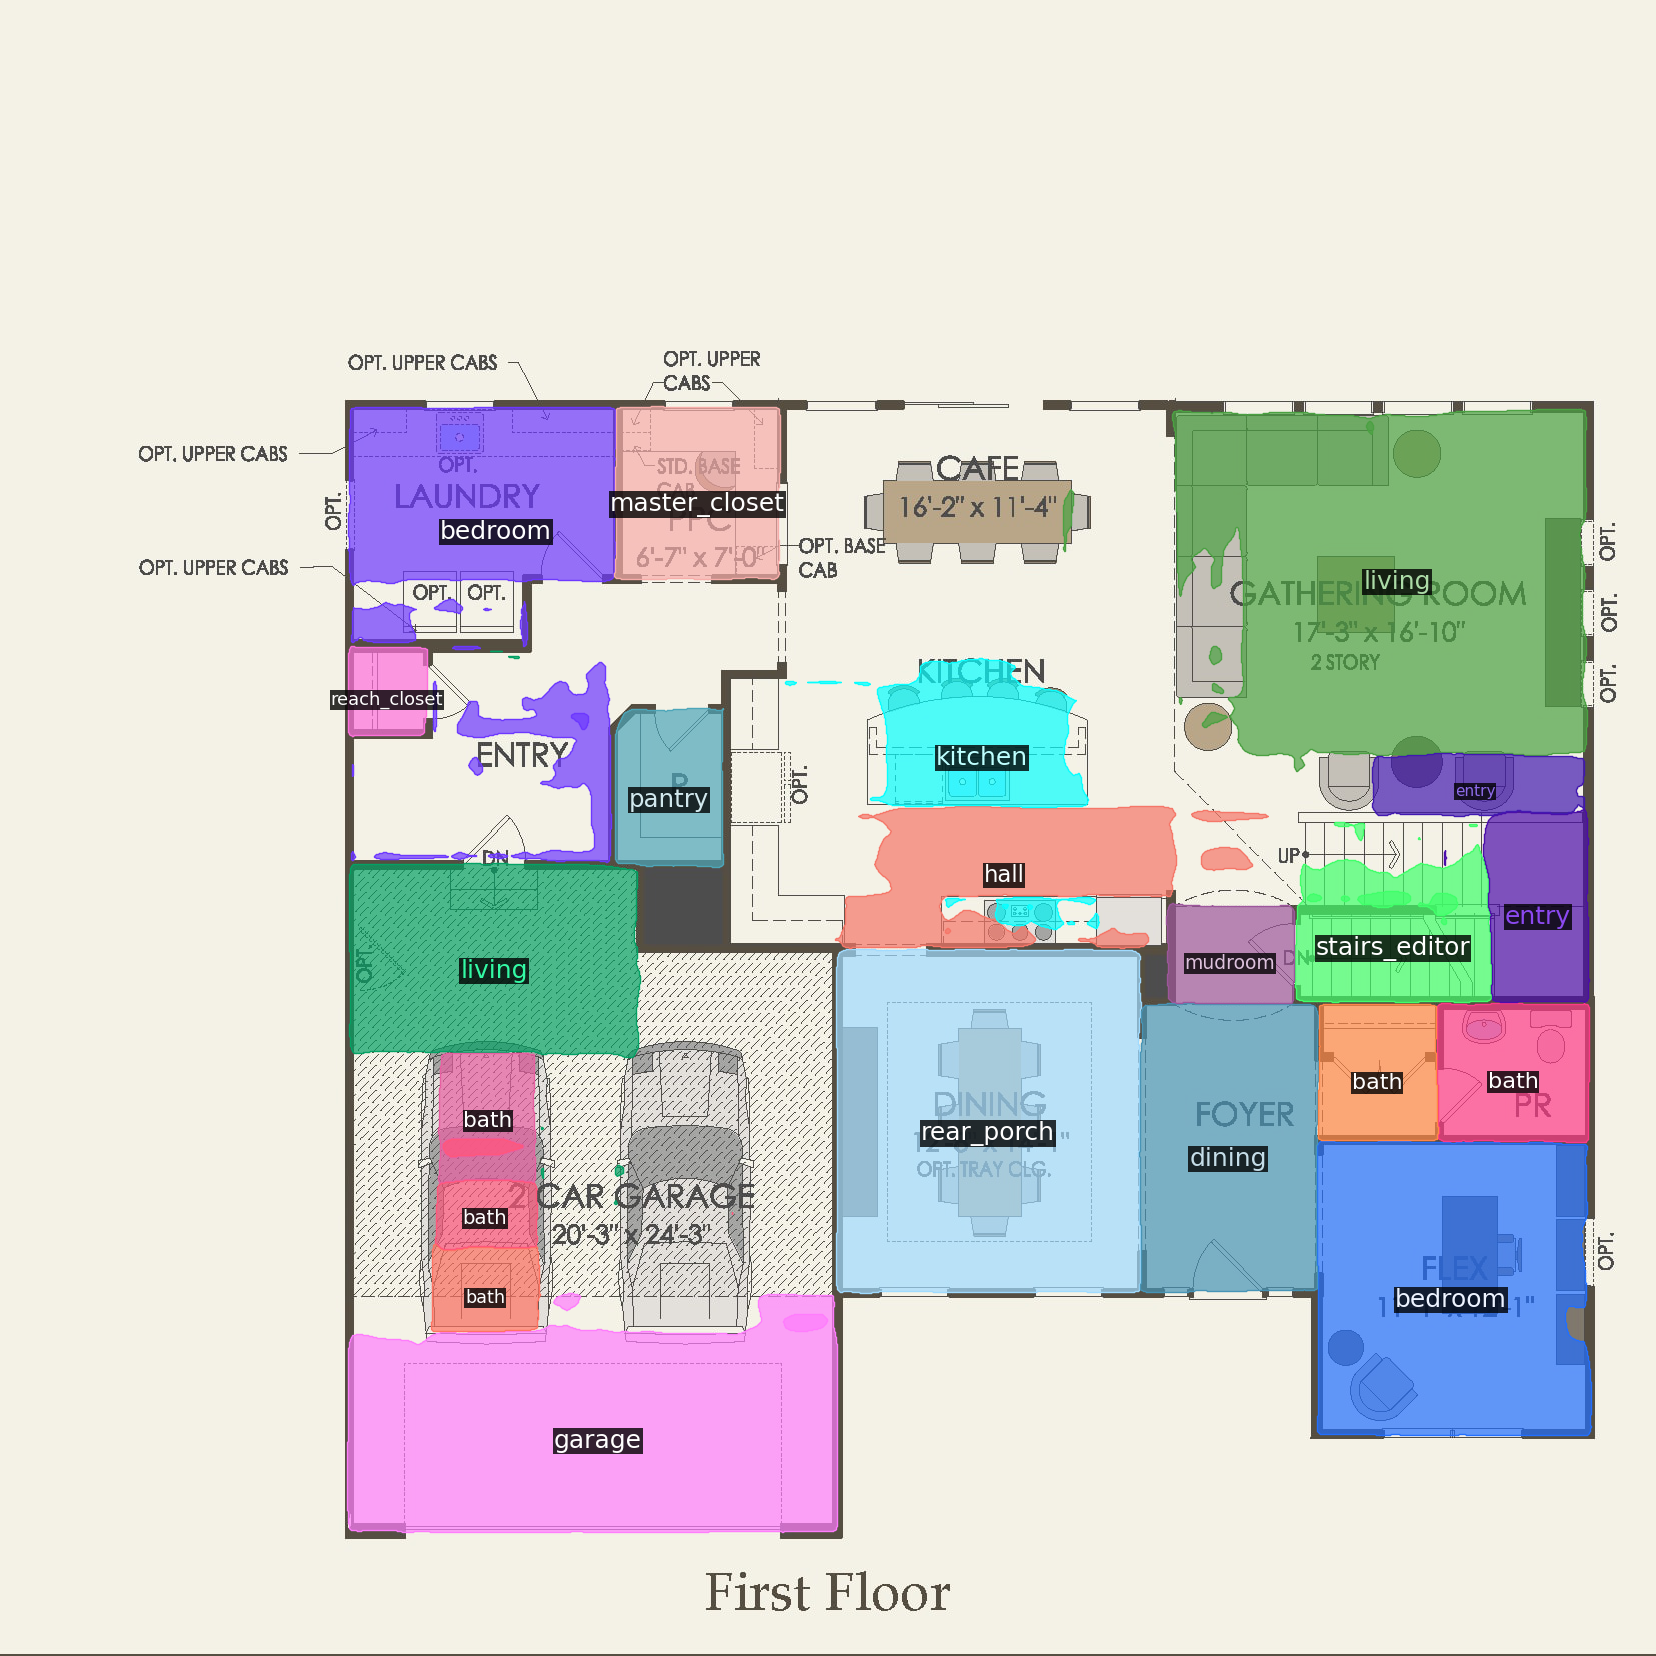 OPT. UPPER CABS
OPT. UPPER
CABS
OPT. UPPER CABS
OPT.
LAUNDRY
bedroom
OPT.
STD. BASE
CAB
master_closet
PFC
6'-7" x 7'-0"
CAFE
16'-2" x 11'-4"
OPT. BASE
CAB
OPT. UPPER CABS
OPT.
OPT.
living
GATHERING ROOM
17'-3" x 16'-10"
2 STORY
OPT.
OPT.
OPT.
reach_closet
ENTRY
KITCHEN
kitchen
P
pantry
OPT.
entry
DN
UP
hall
entry
OPT.
living
mudroom
DN
stairs_editor
bath
bath
bath
2 CAR GARAGE
20'-3" x 24'-3"
bath
DINING
rear_porch
OPT. TRAY CLG.
FOYER
dining
bath
bath
PR
FLEX
bedroom
OPT.
garage
First Floor